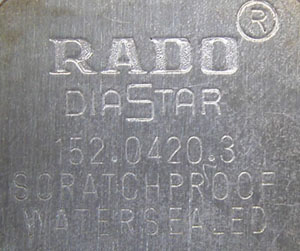 RADO®
DIASTAR
152.0420.3
SCRATCHPROOF
WATERSEALED